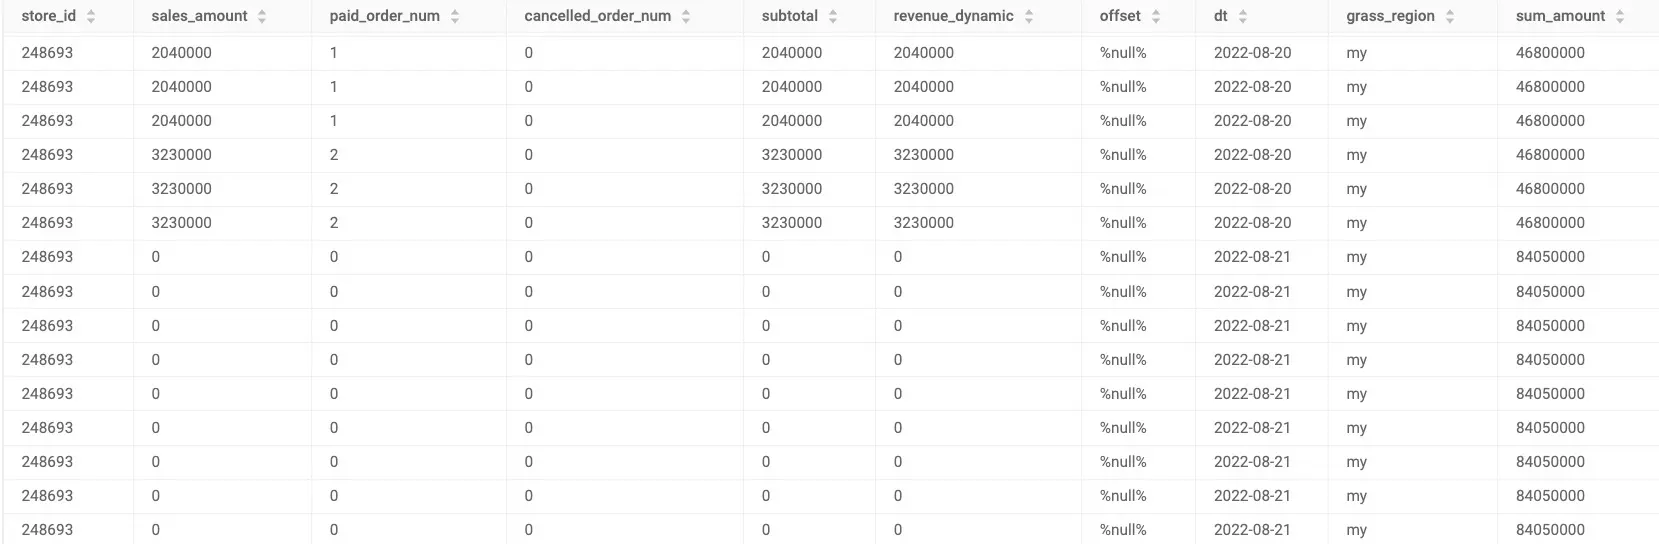 store_id sales_amount paid_order_num cancelled_order_num subtotal revenue_dynamic offset dt grass_region sum_amount
248693 2040000 1 0 2040000 2040000 %null% 2022-08-20 my 46800000
248693 2040000 1 0 2040000 2040000 %null% 2022-08-20 my 46800000
248693 2040000 1 0 2040000 2040000 %null% 2022-08-20 my 46800000
248693 3230000 2 0 3230000 3230000 %null% 2022-08-20 my 46800000
248693 3230000 2 0 3230000 3230000 %null% 2022-08-20 my 46800000
248693 3230000 2 0 3230000 3230000 %null% 2022-08-20 my 46800000
248693 0 0 0 0 0 %null% 2022-08-21 my 84050000
248693 0 0 0 0 0 %null% 2022-08-21 my 84050000
248693 0 0 0 0 0 %null% 2022-08-21 my 84050000
248693 0 0 0 0 0 %null% 2022-08-21 my 84050000
248693 0 0 0 0 0 %null% 2022-08-21 my 84050000
248693 0 0 0 0 0 %null% 2022-08-21 my 84050000
248693 0 0 0 0 0 %null% 2022-08-21 my 84050000
248693 0 0 0 0 0 %null% 2022-08-21 my 84050000
248693 0 0 0 0 0 %null% 2022-08-21 my 84050000